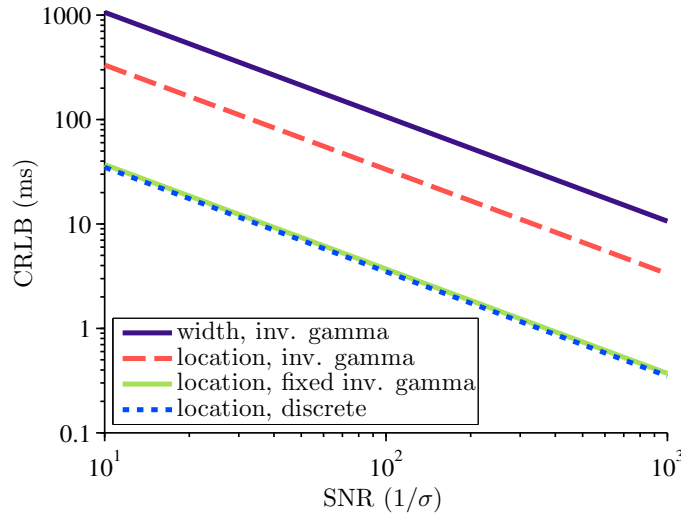 1000
100
10
1
0.1
CRLB (ms)
width, inv. gamma
location, inv. gamma
location, fixed inv. gamma
location, discrete
10¹
10²
10³
SNR (1/σ)